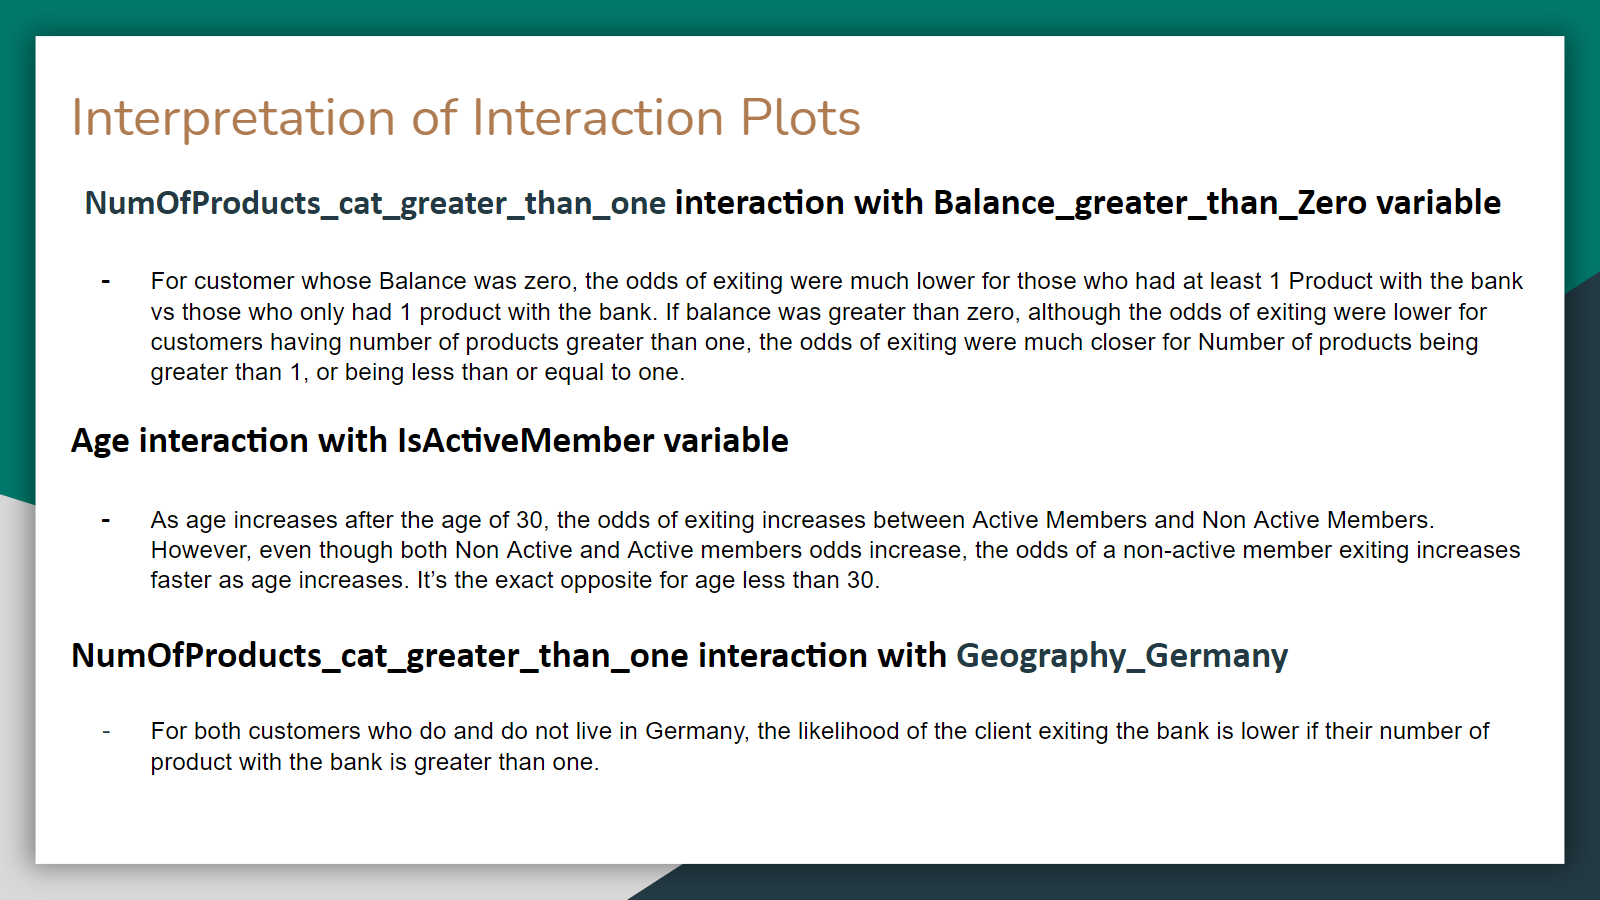 Interpretation of Interaction Plots
NumOfProducts_cat_greater_than_one interaction with Balance_greater_than_Zero variable
- For customer whose Balance was zero, the odds of exiting were much lower for those who had at least 1 Product with the bank
vs those who only had 1 product with the bank. If balance was greater than zero, although the odds of exiting were lower for
customers having number of products greater than one, the odds of exiting were much closer for Number of products being
greater than 1, or being less than or equal to one.
Age interaction with IsActiveMember variable
- As age increases after the age of 30, the odds of exiting increases between Active Members and Non Active Members.
However, even though both Non Active and Active members odds increase, the odds of a non-active member exiting increases
faster as age increases. It’s the exact opposite for age less than 30.
NumOfProducts_cat_greater_than_one interaction with Geography_Germany
- For both customers who do and do not live in Germany, the likelihood of the client exiting the bank is lower if their number of
product with the bank is greater than one.